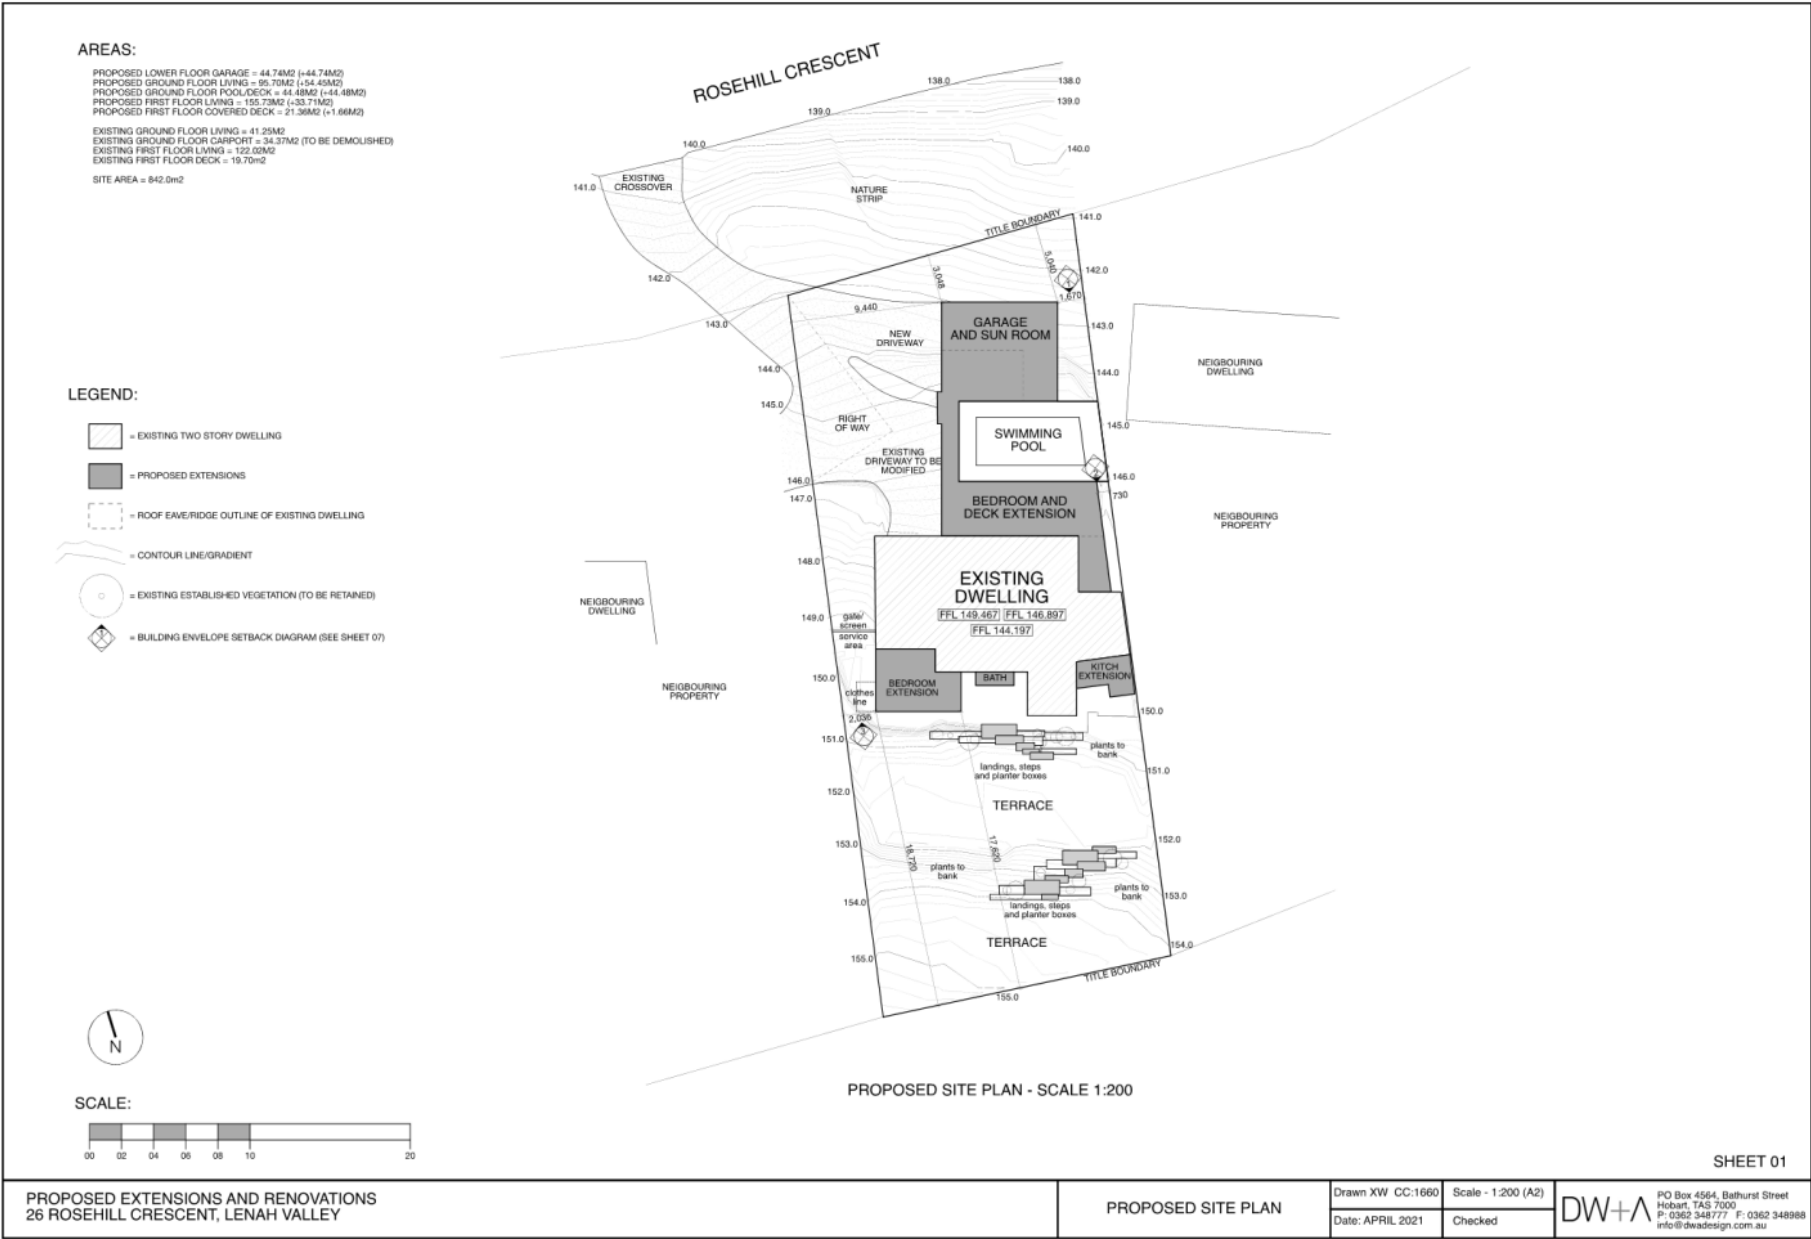 AREAS:
PROPOSED LOWER FLOOR GARAGE = 44.74M2 (+44.74M2)
PROPOSED GROUND FLOOR LIVING = 95.70M2 (+54.45M2)
PROPOSED GROUND FLOOR POOL/DECK = 44.48M2 (+44.48M2)
PROPOSED FIRST FLOOR LIVING = 155.73M2 (+33.71M2)
PROPOSED FIRST FLOOR COVERED DECK = 21.36M2 (+1.66M2)
EXISTING GROUND FLOOR LIVING = 41.25M2
EXISTING GROUND FLOOR CARPORT = 34.37M2 (TO BE DEMOLISHED)
EXISTING FIRST FLOOR LIVING = 122.02M2
EXISTING FIRST FLOOR DECK = 19.70m2
SITE AREA = 842.0m2
LEGEND:
= EXISTING TWO STORY DWELLING
= PROPOSED EXTENSIONS
= ROOF EAVE/RIDGE OUTLINE OF EXISTING DWELLING
= CONTOUR LINE/GRADIENT
= EXISTING ESTABLISHED VEGETATION (TO BE RETAINED)
= BUILDING ENVELOPE SETBACK DIAGRAM (SEE SHEET 07)
N
SCALE:
00 02 04 06 08 10 20
ROSEHILL CRESCENT
138.0
138.0
139.0
139.0
140.0
140.0
141.0
EXISTING
CROSSOVER
NATURE
STRIP
TITLE BOUNDARY
141.0
142.0
5,040
3,048
142.0
1,670
9,440
143.0
143.0
GARAGE
AND SUN ROOM
NEW
DRIVEWAY
NEIGBOURING
DWELLING
144.0
144.0
145.0
RIGHT
OF WAY
145.0
SWIMMING
POOL
EXISTING
DRIVEWAY TO BE
MODIFIED
146.0
146.0
147.0
730
BEDROOM AND
DECK EXTENSION
NEIGBOURING
PROPERTY
148.0
EXISTING
DWELLING
FFL 149.467 FFL 146.897
FFL 144.197
NEIGBOURING
DWELLING
149.0
gate/
screen
service
area
150.0
BEDROOM
EXTENSION
BATH
KITCH
EXTENSION
NEIGBOURING
PROPERTY
clothes
line
2,036
150.0
151.0
plants to
bank
landings, steps
and planter boxes
151.0
152.0
TERRACE
152.0
153.0
18,720
17,620
plants to
bank
plants to
bank
153.0
154.0
landings, steps
and planter boxes
TERRACE
154.0
155.0
TITLE BOUNDARY
155.0
PROPOSED SITE PLAN - SCALE 1:200
SHEET 01
PROPOSED EXTENSIONS AND RENOVATIONS
26 ROSEHILL CRESCENT, LENAH VALLEY
PROPOSED SITE PLAN
Drawn XW CC:1660
Scale - 1:200 (A2)
Date: APRIL 2021
Checked
DW+A
PO Box 4564, Bathurst Street
Hobart, TAS 7000
P: 0362 348777 F: 0362 348988
info@dwadesign.com.au